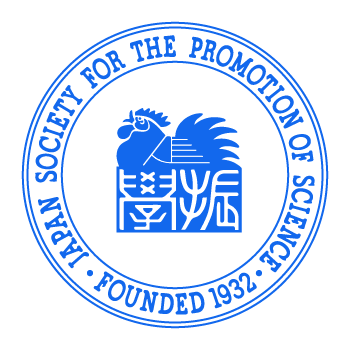 JAPAN SOCIETY FOR THE PROMOTION OF SCIENCE
• FOUNDED 1932 •
學振